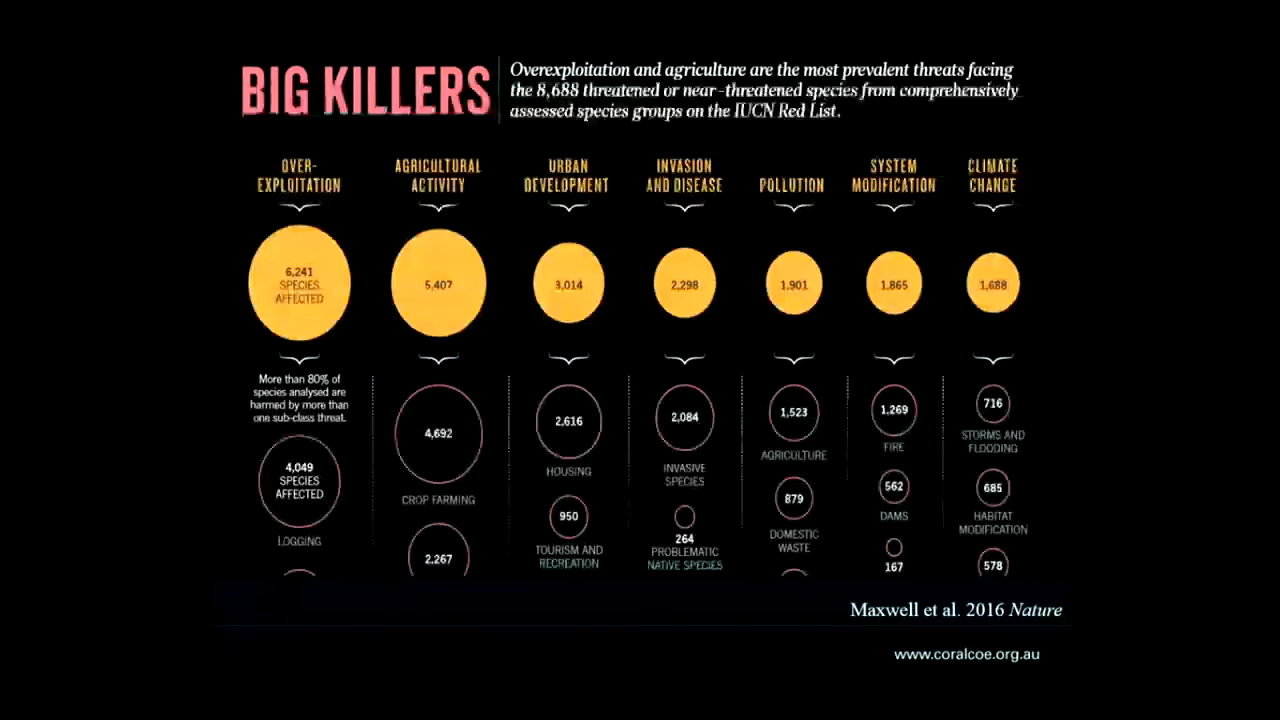 BIG KILLERS
Overexploitation and agriculture are the most prevalent threats facing
the 8,688 threatened or near-threatened species from comprehensively
assessed species groups on the IUCN Red List.
OVER-
EXPLOITATION
AGRICULTURAL
ACTIVITY
URBAN
DEVELOPMENT
INVASION
AND DISEASE
POLLUTION
SYSTEM
MODIFICATION
CLIMATE
CHANGE
6,241
SPECIES
AFFECTED
5,407
3,014
2,298
1,901
1,865
1,688
More than 80% of
species analysed are
harmed by more than
one sub-class threat.
4,049
SPECIES
AFFECTED
LOGGING
4,692
CROP FARMING
2,267
2,616
HOUSING
950
TOURISM AND
RECREATION
2,084
INVASIVE
SPECIES
264
PROBLEMATIC
NATIVE SPECIES
1,523
AGRICULTURE
879
DOMESTIC
WASTE
1,269
FIRE
562
DAMS
167
716
STORMS AND
FLOODING
685
HABITAT
MODIFICATION
578
Maxwell et al. 2016 Nature
www.coralcoe.org.au